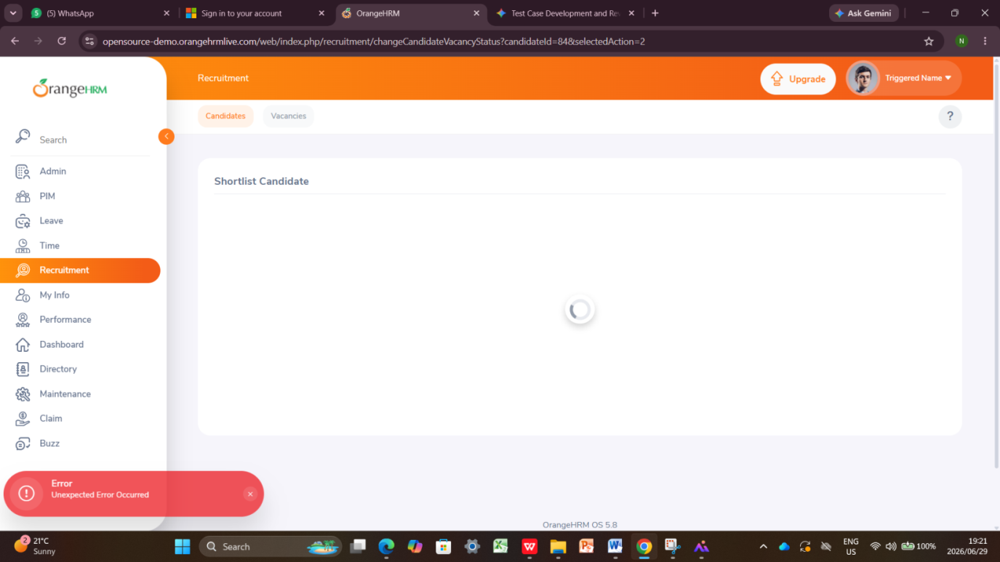 (5) WhatsApp
Sign in to your account
OrangeHRM
Test Case Development and Re
Ask Gemini
opensource-demo.orangehrmlive.com/web/index.php/recruitment/changeCandidateVacancyStatus?candidateId=84&selectedAction=2
N
OrangeHRM
Recruitment
Upgrade
Triggered Name
Candidates
Vacancies
?
Search
Admin
PIM
Leave
Time
Recruitment
My Info
Performance
Dashboard
Directory
Maintenance
Claim
Buzz
Shortlist Candidate
Error
Unexpected Error Occurred
OrangeHRM OS 5.8
2
21°C
Sunny
Search
ENG
US
100%
19:21
2026/06/29